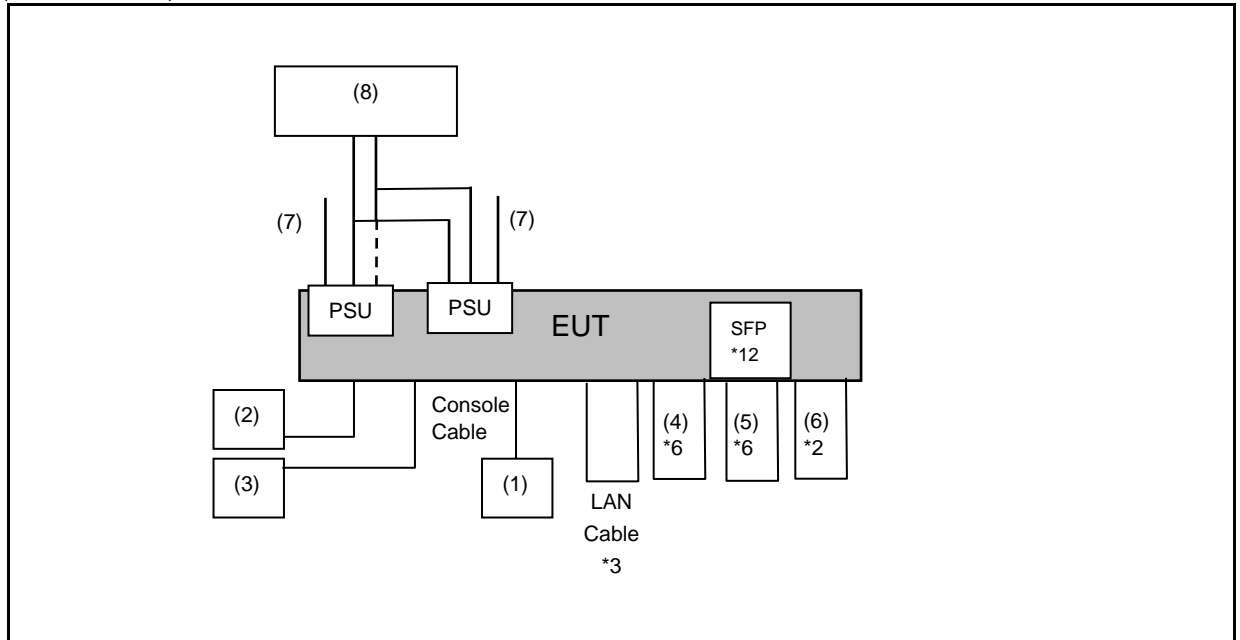 (8)
(7)
(7)
PSU
PSU
EUT
SFP
*12
(2)
Console
Cable
(4)
*6
(5)
*6
(6)
*2
(3)
(1)
LAN
Cable
*3